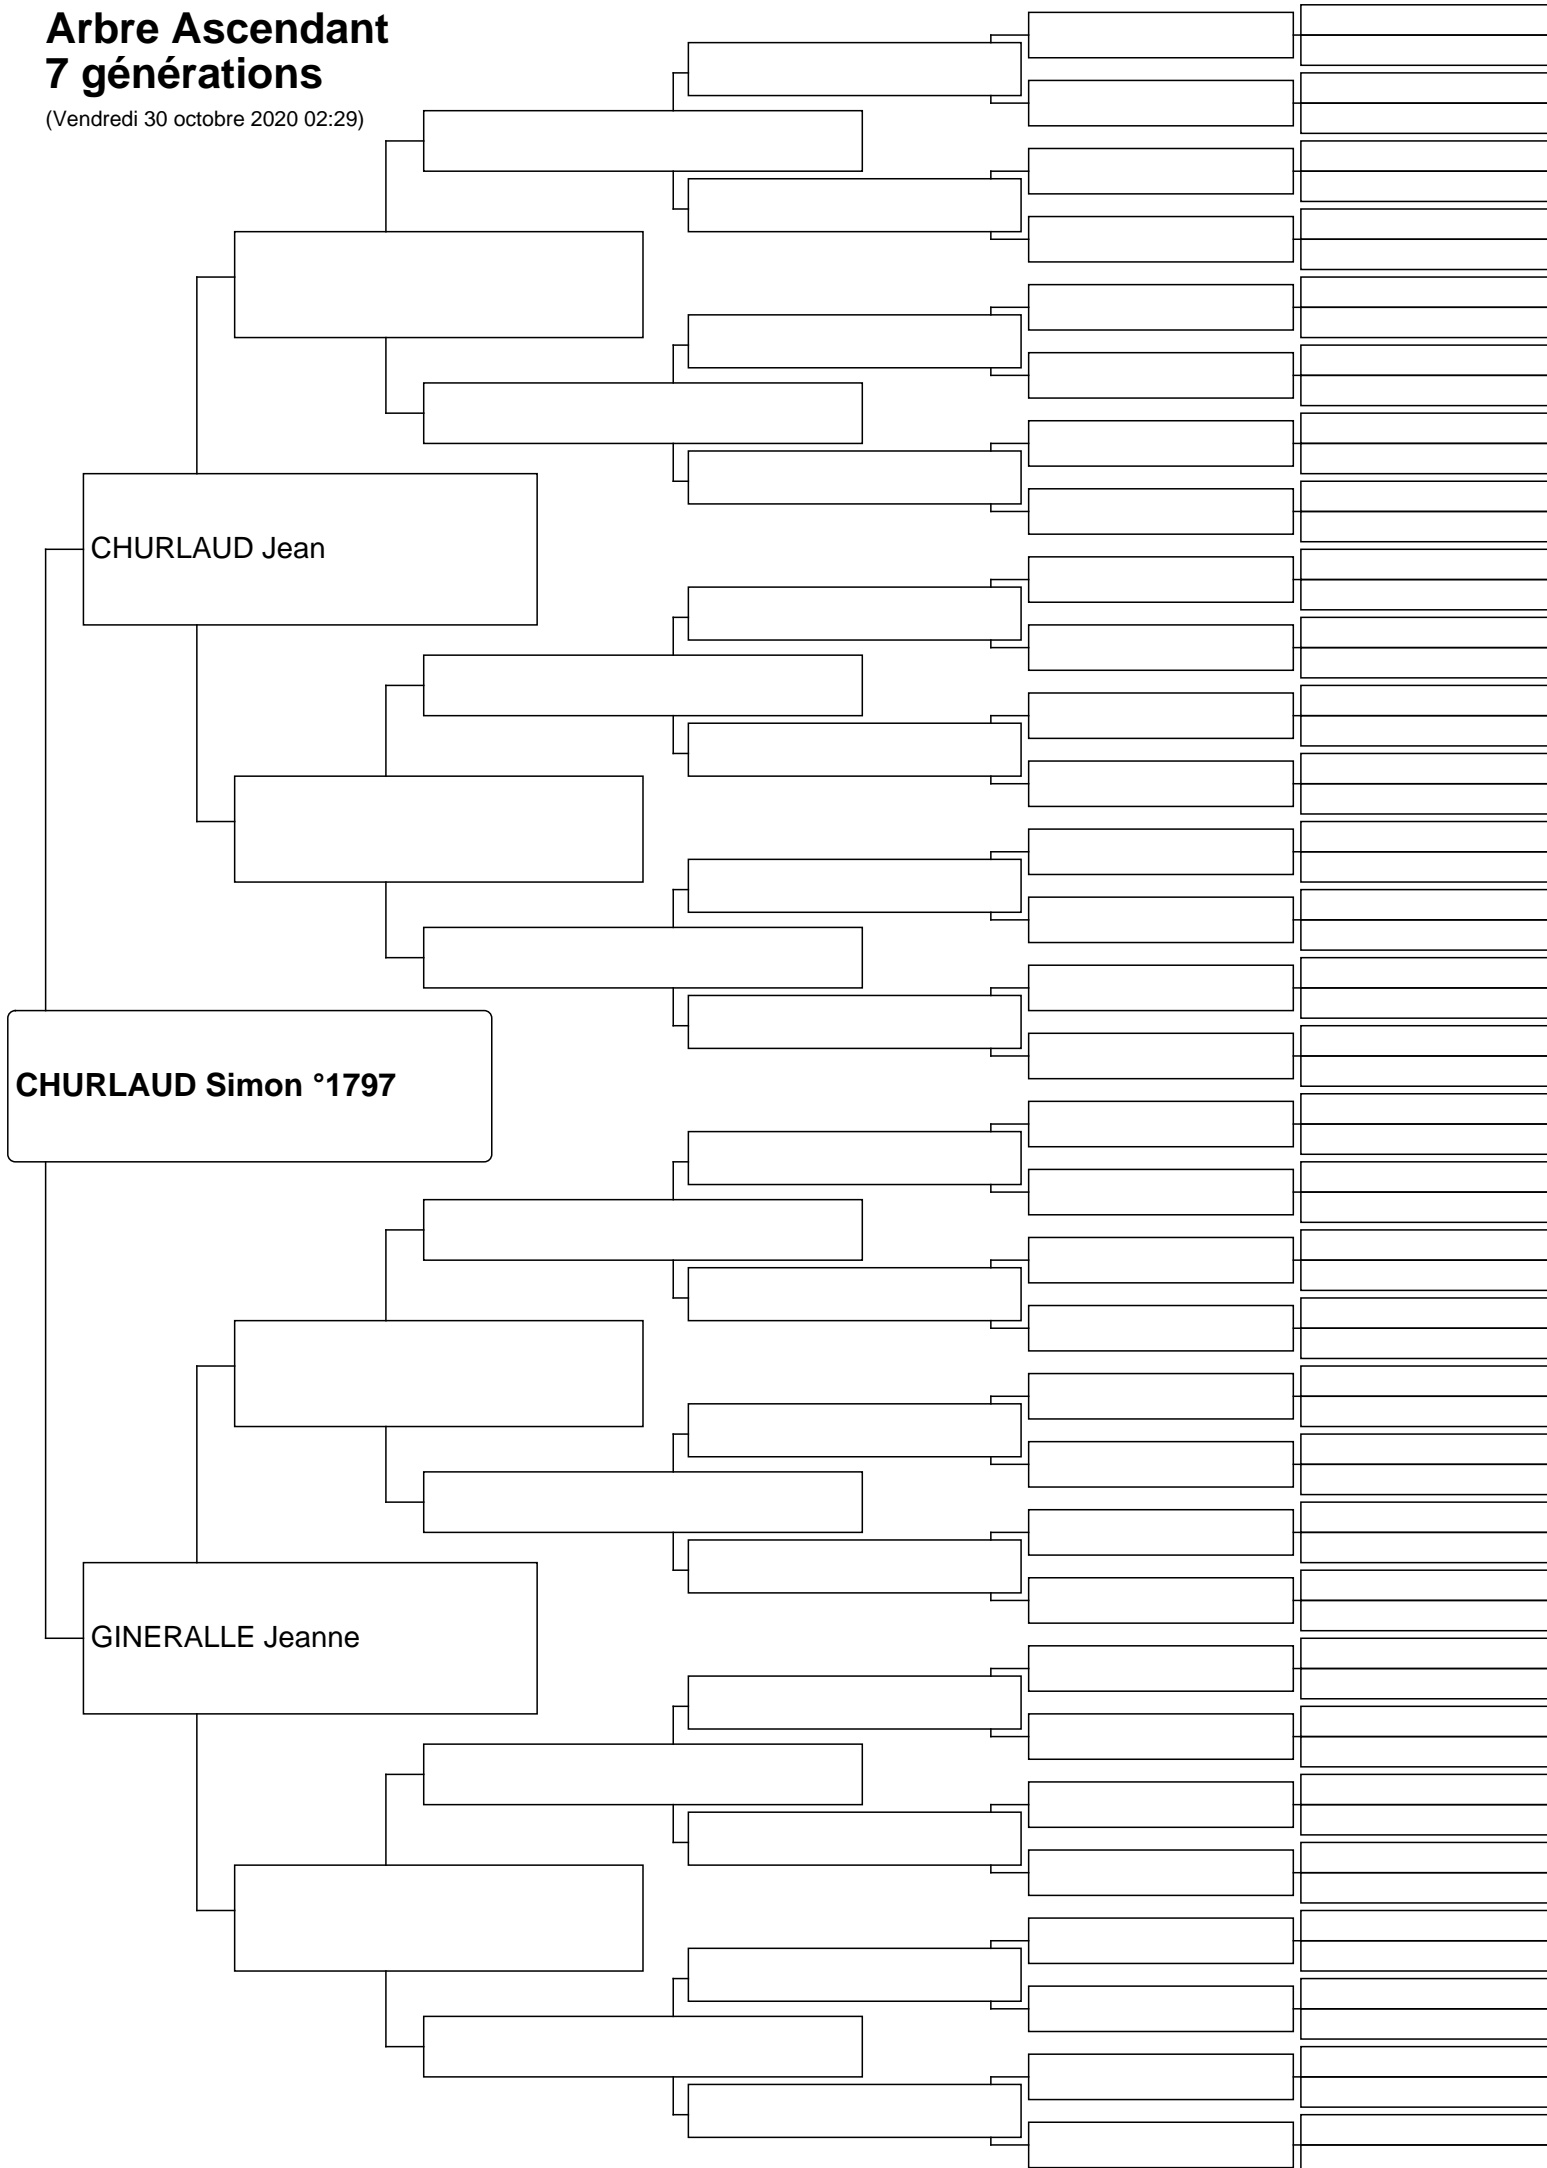 Arbre Ascendant
7 générations
(Vendredi 30 octobre 2020 02:29)
CHURLAUD Jean
CHURLAUD Simon °1797
GINERALLE Jeanne